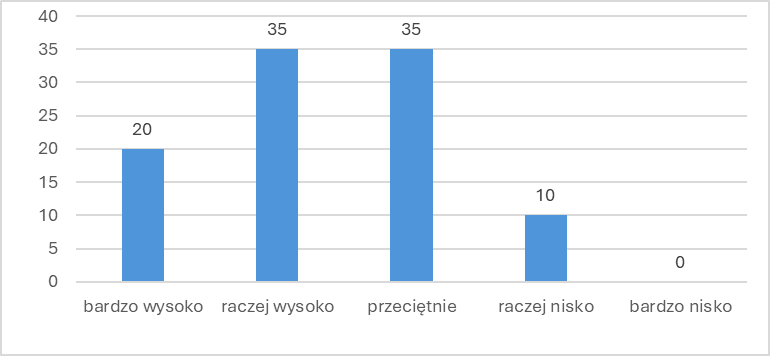 40
35
30
25
20
15
10
5
0
20
35
35
10
0
bardzo wysoko
raczej wysoko
przeciętnie
raczej nisko
bardzo nisko